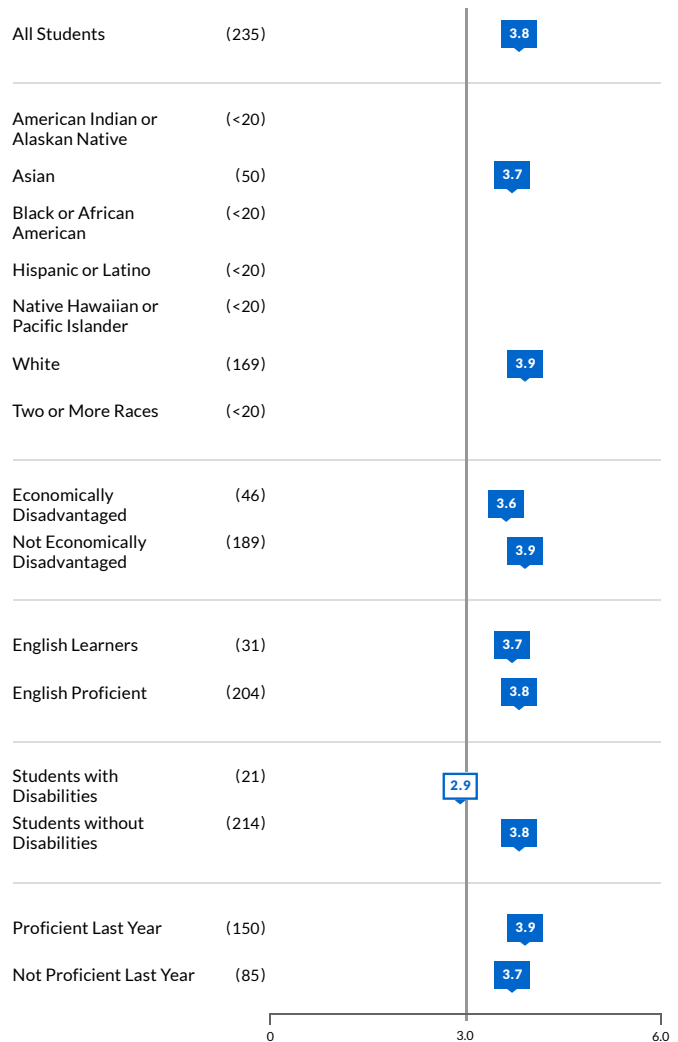 All Students (235) 3.8
American Indian or
Alaskan Native (<20)
Asian (50) 3.7
Black or African
American (<20)
Hispanic or Latino (<20)
Native Hawaiian or
Pacific Islander (<20)
White (169) 3.9
Two or More Races (<20)
Economically
Disadvantaged (46) 3.6
Not Economically
Disadvantaged (189) 3.9
English Learners (31) 3.7
English Proficient (204) 3.8
Students with
Disabilities (21) 2.9
Students without
Disabilities (214) 3.8
Proficient Last Year (150) 3.9
Not Proficient Last Year (85) 3.7
0 3.0 6.0